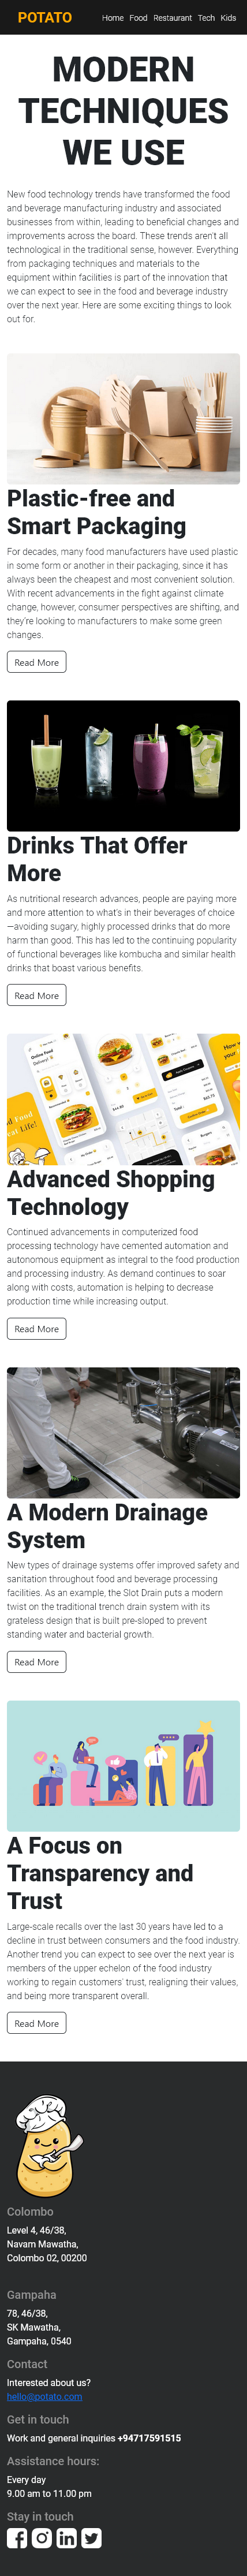 POTATO
Home Food Restaurant Tech Kids
MODERN
TECHNIQUES
WE USE
New food technology trends have transformed the food
and beverage manufacturing industry and associated
businesses from within, leading to beneficial changes and
improvements across the board. These trends aren't all
technological in the traditional sense, however. Everything
from packaging techniques and materials to the
equipment within facilities is part of the innovation that
we can expect to see in the food and beverage industry
over the next year. Here are some exciting things to look
out for.
Plastic-free and
Smart Packaging
For decades, many food manufacturers have used plastic
in some form or another in their packaging, since it has
always been the cheapest and most convenient solution.
With recent advancements in the fight against climate
change, however, consumer perspectives are shifting, and
they're looking to manufacturers to make some green
changes.
Read More
Drinks That Offer
More
As nutritional research advances, people are paying more
and more attention to what's in their beverages of choice
—avoiding sugary, highly processed drinks that do more
harm than good. This has led to the continuing popularity
of functional beverages like kombucha and similar health
drinks that boast various benefits.
Read More
Advanced Shopping
Technology
Continued advancements in computerized food
processing technology have cemented automation and
autonomous equipment as integral to the food production
and processing industry. As demand continues to soar
along with costs, automation is helping to decrease
production time while increasing output.
Read More
A Modern Drainage
System
New types of drainage systems offer improved safety and
sanitation throughout food and beverage processing
facilities. As an example, the Slot Drain puts a modern
twist on the traditional trench drain system with its
grateless design that is built pre-sloped to prevent
standing water and bacterial growth.
Read More
A Focus on
Transparency and
Trust
Large-scale recalls over the last 30 years have led to a
decline in trust between consumers and the food industry.
Another trend you can expect to see over the next year is
members of the upper echelon of the food industry
working to regain customers' trust, realigning their values,
and being more transparent overall.
Read More
Colombo
Level 4, 46/38,
Navam Mawatha,
Colombo 02, 00200
Gampaha
78, 46/38,
SK Mawatha,
Gampaha, 0540
Contact
Interested about us?
hello@potato.com
Get in touch
Work and general inquiries +94717591515
Assistance hours:
Every day
9.00 am to 11.00 pm
Stay in touch